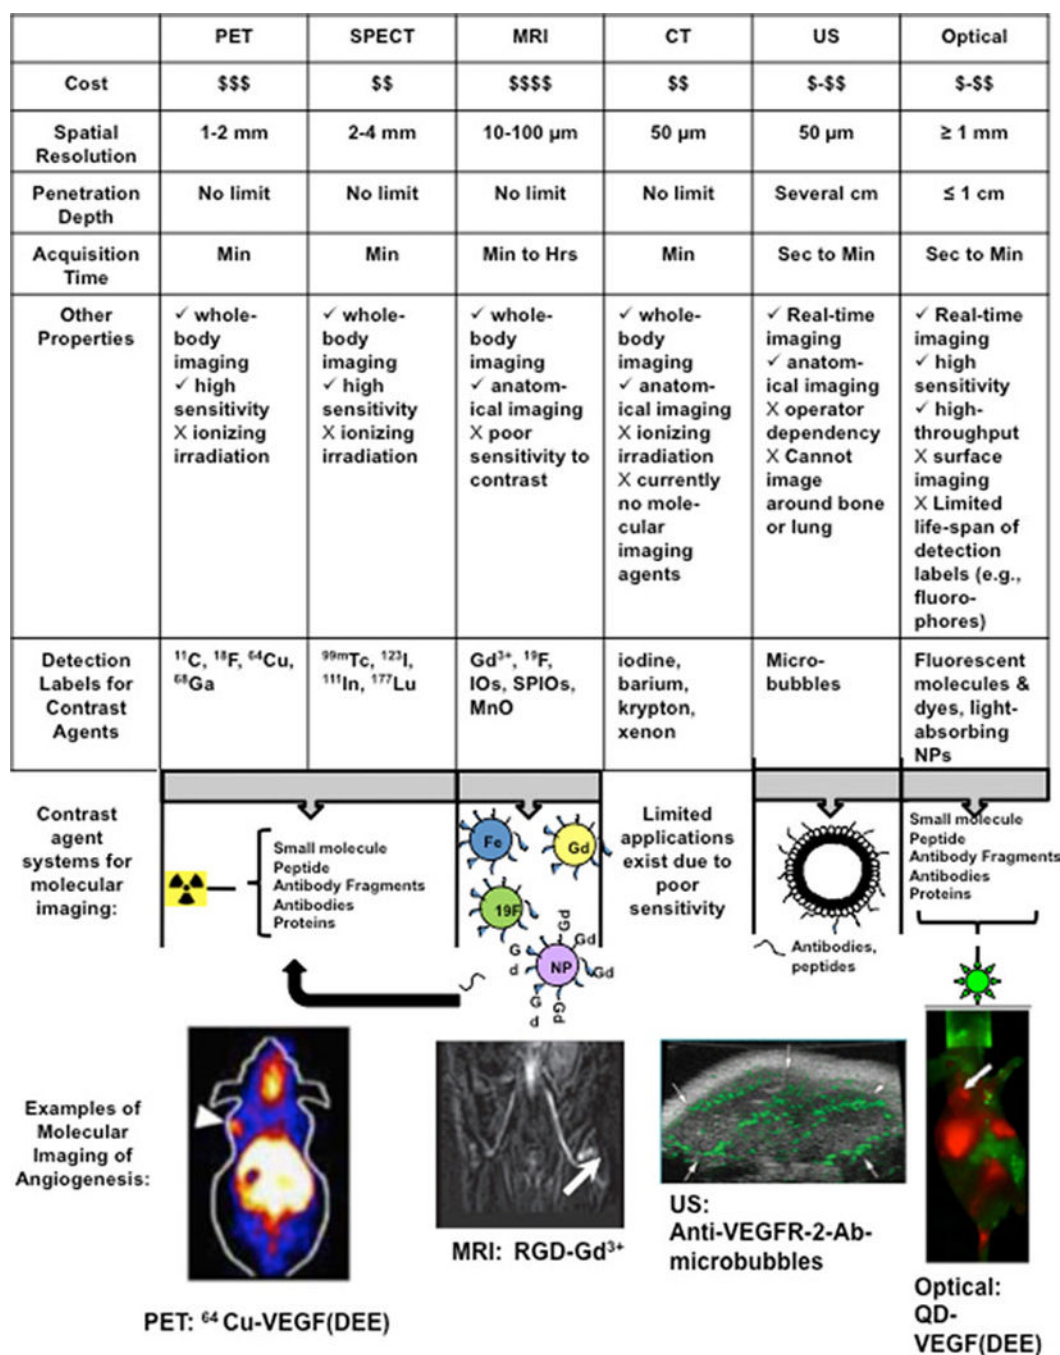 PET SPECT MRI CT US Optical
Cost $$$ $$ $$$$ $$ $-$$ $-$$
Spatial 1-2 mm 2-4 mm 10-100 µm 50 µm 50 µm ≥ 1 mm
Resolution
Penetration No limit No limit No limit No limit Several cm ≤ 1 cm
Depth
Acquisition Min Min Min to Hrs Min Sec to Min Sec to Min
Time
Other
Properties
✓ whole-
body
imaging
✓ high
sensitivity
X ionizing
irradiation
✓ whole-
body
imaging
✓ high
sensitivity
X ionizing
irradiation
✓ whole-
body
imaging
✓ anatom-
ical imaging
X poor
sensitivity to
contrast
✓ whole-
body
imaging
✓ anatom-
ical imaging
X ionizing
irradiation
X currently
no mole-
cular
imaging
agents
✓ Real-time
imaging
✓ anatom-
ical imaging
X operator
dependency
X Cannot
image
around bone
or lung
✓ Real-time
imaging
✓ high
sensitivity
✓ high-
throughput
X surface
imaging
X Limited
life-span of
detection
labels (e.g.,
fluoro-
phores)
Detection
Labels for
Contrast
Agents
¹¹C, ¹⁸F, ⁶⁴Cu,
⁶⁸Ga
⁹⁹ᵐTc, ¹²³I,
¹¹¹In, ¹⁷⁷Lu
Gd³⁺, ¹⁹F,
IOs, SPIOs,
MnO
iodine,
barium,
krypton,
xenon
Micro-
bubbles
Fluorescent
molecules &
dyes, light-
absorbing
NPs
Contrast
agent
systems for
molecular
imaging:
Small molecule
Peptide
Antibody Fragments
Antibodies
Proteins
Fe
Gd
19F
NP
Gd
Gd
Gd
Gd
G
d
G
d
Limited
applications
exist due to
poor
sensitivity
Antibodies,
peptides
Small molecule
Peptide
Antibody Fragments
Antibodies
Proteins
Examples of
Molecular
Imaging of
Angiogenesis:
PET: ⁶⁴Cu-VEGF(DEE)
MRI: RGD-Gd³⁺
US:
Anti-VEGFR-2-Ab-
microbubbles
Optical:
QD-
VEGF(DEE)